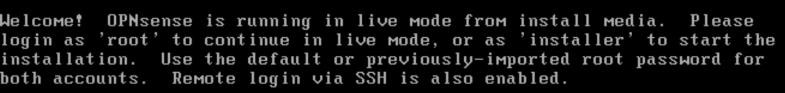 Welcome!  OPNsense is running in live mode from install media.  Please
login as 'root' to continue in live mode, or as 'installer' to start the
installation.  Use the default or previously-imported root password for
both accounts.  Remote login via SSH is also enabled.